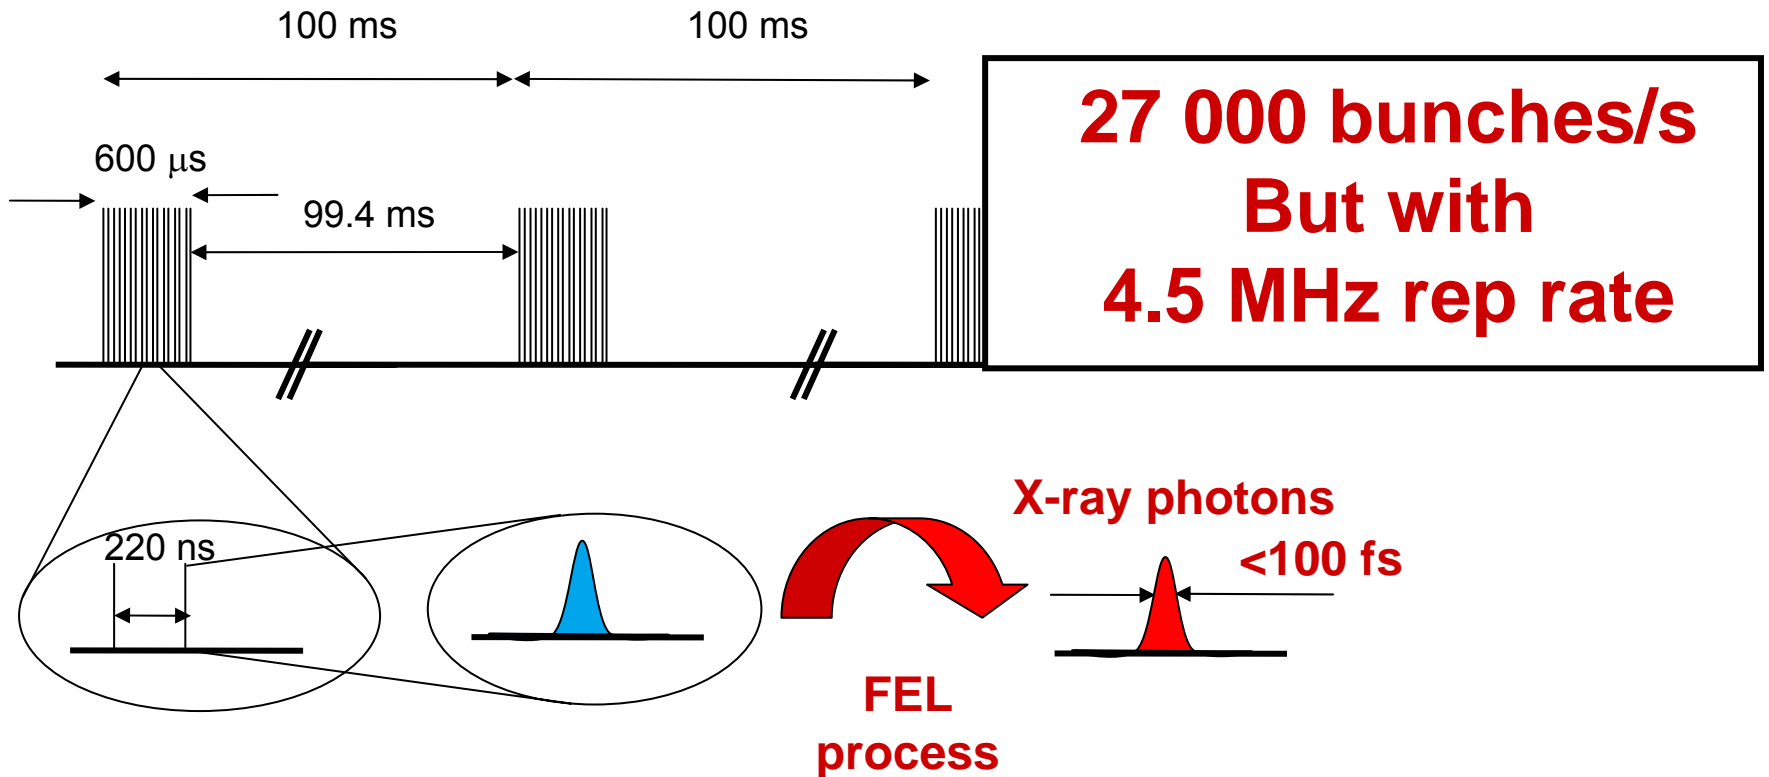 100 ms
100 ms
27 000 bunches/s
But with
4.5 MHz rep rate
600 μs
99.4 ms
X-ray photons
<100 fs
220 ns
FEL
process